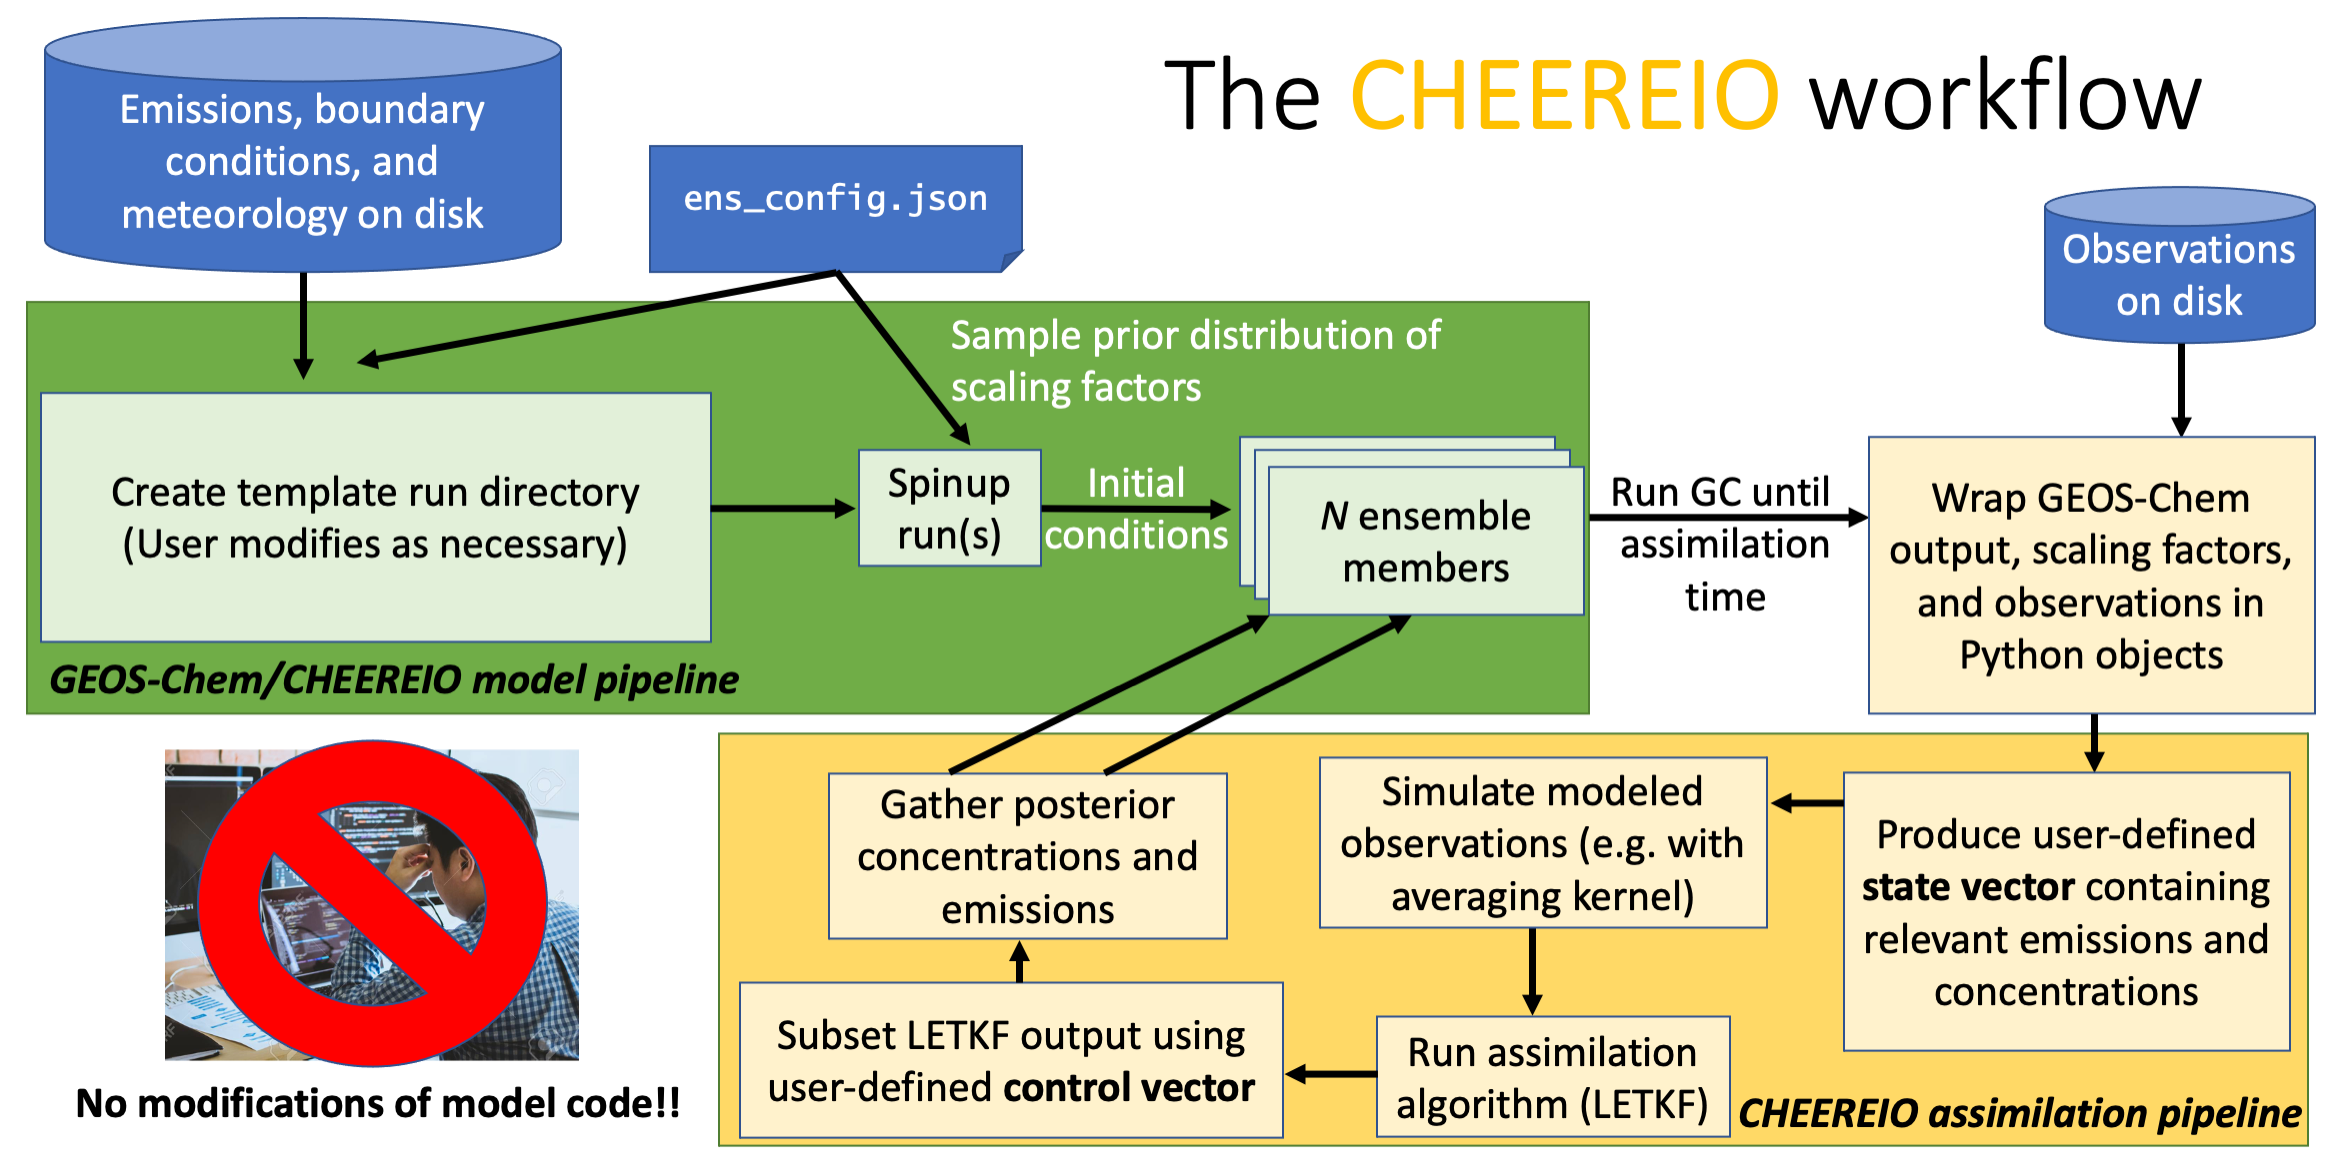 The CHEEREIO workflow
Emissions, boundary
conditions, and
meteorology on disk
ens_config.json
Observations
on disk
Sample prior distribution of
scaling factors
Create template run directory
(User modifies as necessary)
Spinup
run(s)
Initial
conditions
N ensemble
members
Run GC until
assimilation
time
Wrap GEOS-Chem
output, scaling factors,
and observations in
Python objects
GEOS-Chem/CHEEREIO model pipeline
Produce user-defined
state vector containing
relevant emissions and
concentrations
Simulate modeled
observations (e.g. with
averaging kernel)
Run assimilation
algorithm (LETKF)
Subset LETKF output using
user-defined control vector
Gather posterior
concentrations and
emissions
CHEEREIO assimilation pipeline
No modifications of model code!!